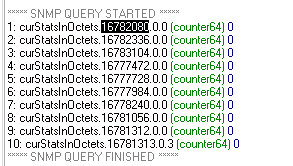 ***** SNMP QUERY STARTED *****
1: curStatsInOctets.16782080.0.0 (counter64) 0
2: curStatsInOctets.16782336.0.0 (counter64) 0
3: curStatsInOctets.16783104.0.0 (counter64) 0
4: curStatsInOctets.16777472.0.0 (counter64) 0
5: curStatsInOctets.16777728.0.0 (counter64) 0
6: curStatsInOctets.16777984.0.0 (counter64) 0
7: curStatsInOctets.16778240.0.0 (counter64) 0
8: curStatsInOctets.16781056.0.0 (counter64) 0
9: curStatsInOctets.16781312.0.0 (counter64) 0
10: curStatsInOctets.16781313.0.3 (counter64) 0
***** SNMP QUERY FINISHED *****